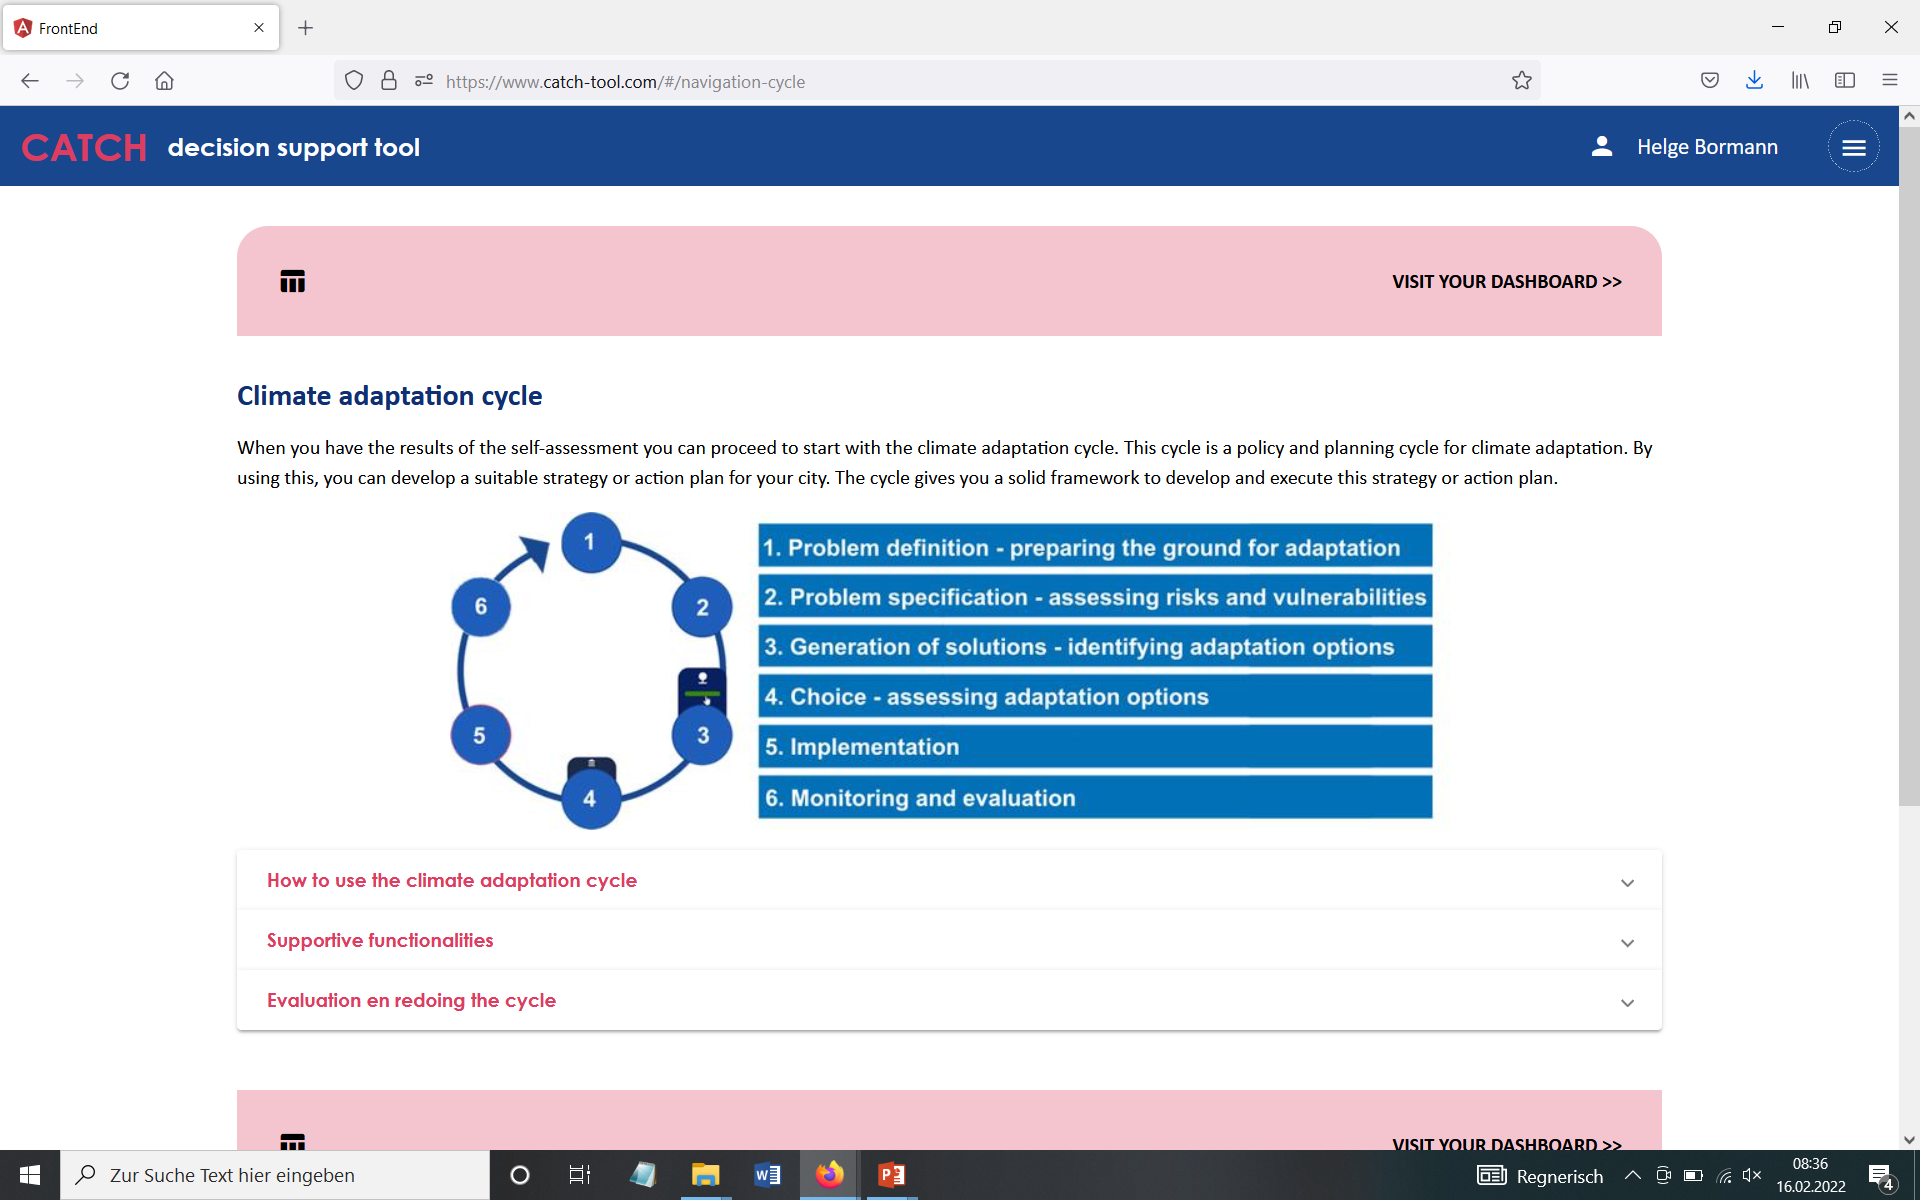 FrontEnd
https://www.catch-tool.com/#/navigation-cycle
CATCH decision support tool
Helge Bormann
VISIT YOUR DASHBOARD >>
Climate adaptation cycle
When you have the results of the self-assessment you can proceed to start with the climate adaptation cycle. This cycle is a policy and planning cycle for climate adaptation. By
using this, you can develop a suitable strategy or action plan for your city. The cycle gives you a solid framework to develop and execute this strategy or action plan.
1
2
3
4
5
6
1. Problem definition - preparing the ground for adaptation
2. Problem specification - assessing risks and vulnerabilities
3. Generation of solutions - identifying adaptation options
4. Choice - assessing adaptation options
5. Implementation
6. Monitoring and evaluation
How to use the climate adaptation cycle
Supportive functionalities
Evaluation en redoing the cycle
VISIT YOUR DASHBOARD >>
Zur Suche Text hier eingeben
Regnerisch
08:36
16.02.2022
4